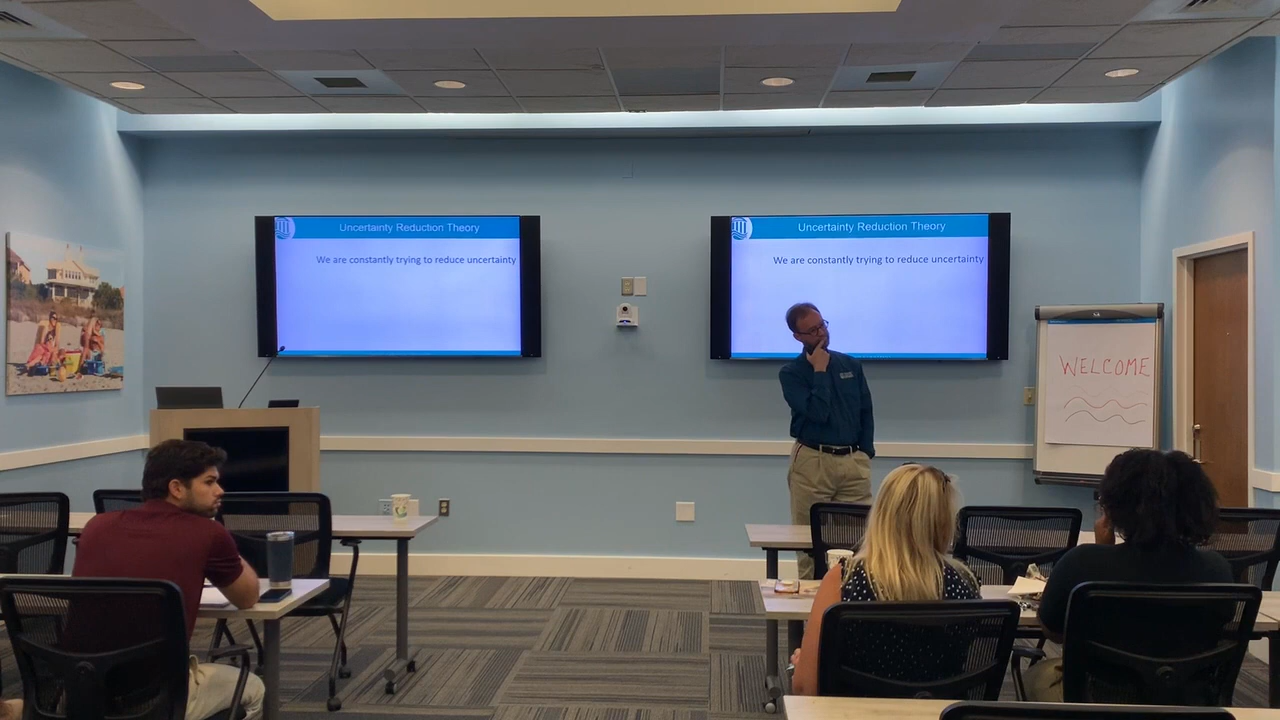 Uncertainty Reduction Theory
We are constantly trying to reduce uncertainty
Uncertainty Reduction Theory
We are constantly trying to reduce uncertainty
WELCOME